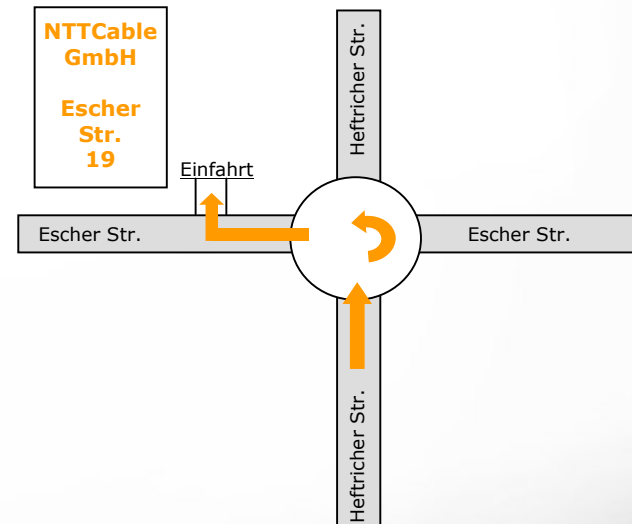 NTTCable
GmbH
Escher
Str.
19
Einfahrt
Heftricher Str.
Escher Str.
Escher Str.
Heftricher Str.